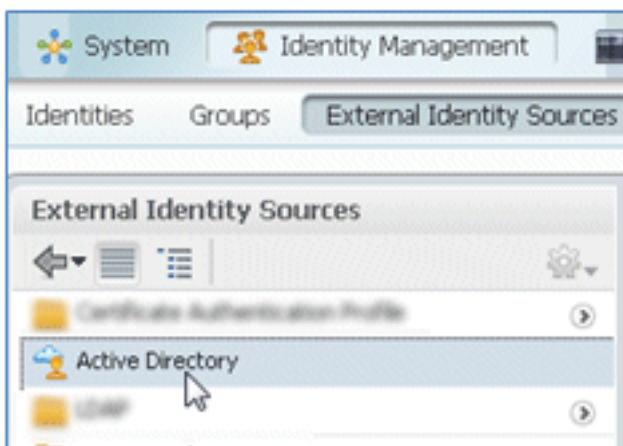 System Identity Management
Identities Groups External Identity Sources
External Identity Sources
Active Directory